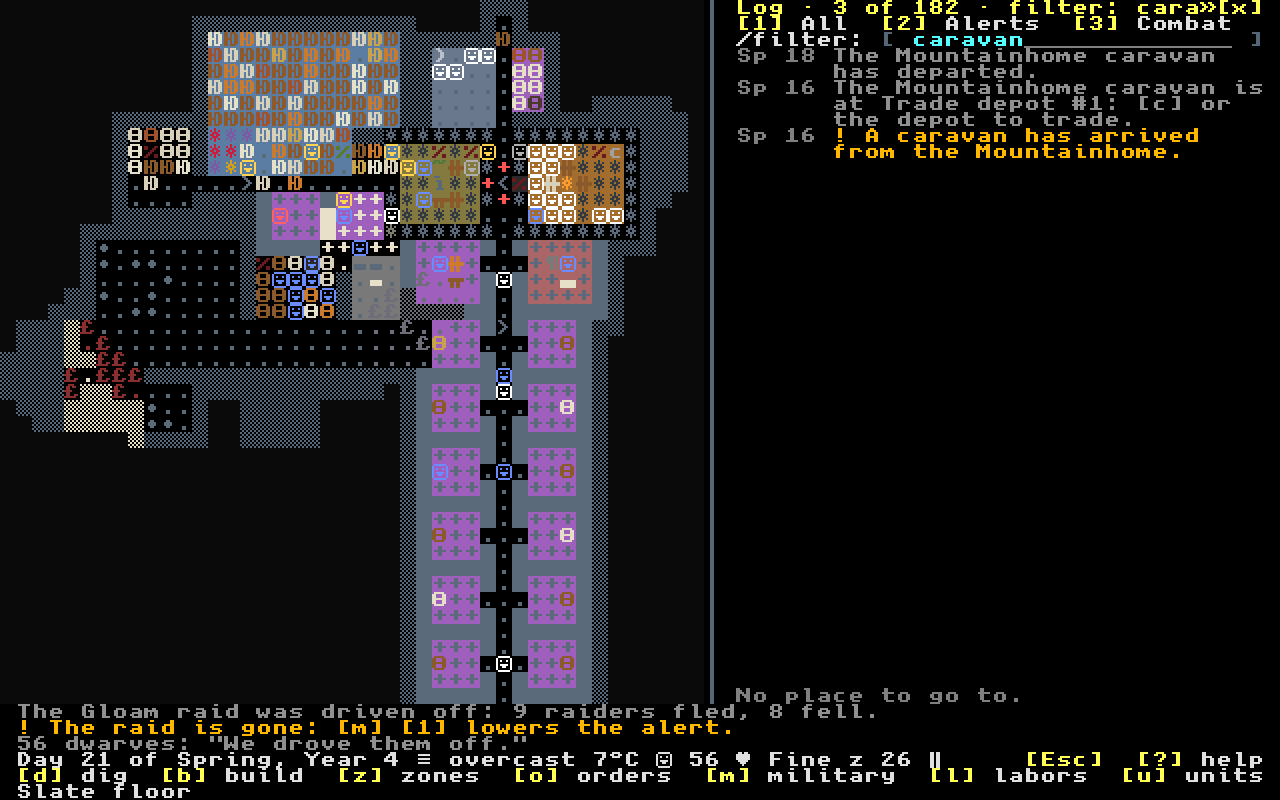 Log - 3 of 182 - filter: cara»[x]
[1] All  [2] Alerts  [3] Combat
/filter: [ caravan_____________ ]
Sp 18 The Mountainhome caravan
has departed.
Sp 16 The Mountainhome caravan is
at Trade depot #1: [c] or
the depot to trade.
Sp 16 ! A caravan has arrived
from the Mountainhome.
No place to go to.
The Gloam raid was driven off: 9 raiders fled, 8 fell.
! The raid is gone: [m] [1] lowers the alert.
56 dwarves: "We drove them off."
Day 21 of Spring, Year 4 ≡ overcast 7°C ☺ 56 ♥ Fine z 26 ‖ [Esc] [?] help
[d] dig [b] build [z] zones [o] orders [m] military [l] labors [u] units
Slate floor